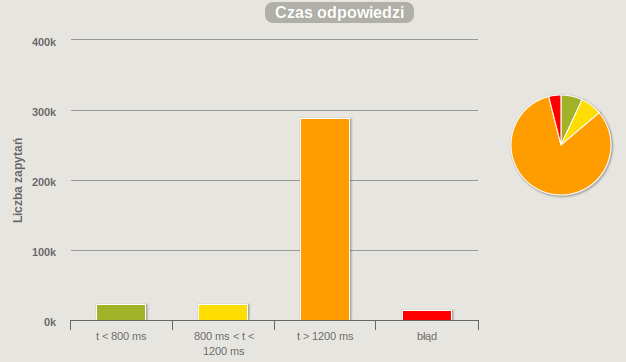 Czas odpowiedzi
400k
300k
200k
100k
0k
Liczba zapytań
t < 800 ms
800 ms < t <
1200 ms
t > 1200 ms
błąd